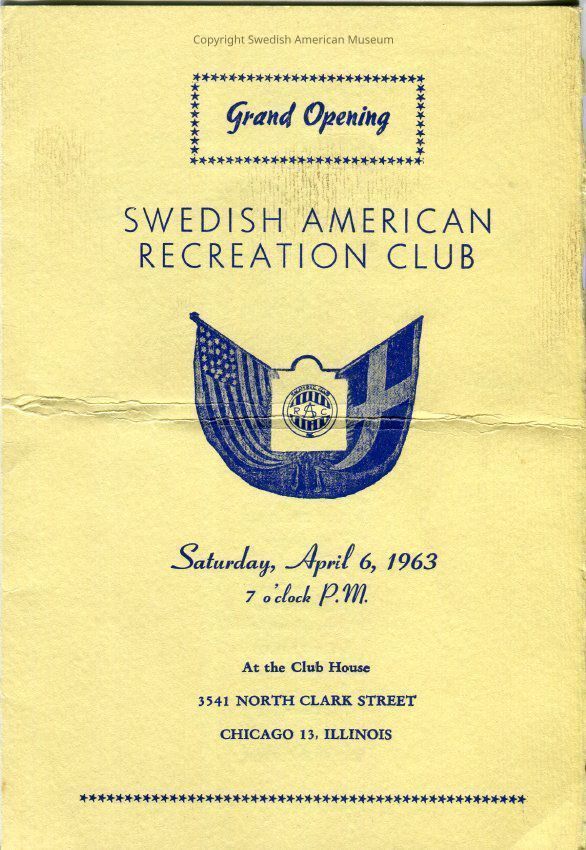 Copyright Swedish American Museum
Grand Opening
SWEDISH AMERICAN
RECREATION CLUB
R A C
Saturday, April 6, 1963
7 o'clock P.M.
At the Club House
3541 NORTH CLARK STREET
CHICAGO 13, ILLINOIS